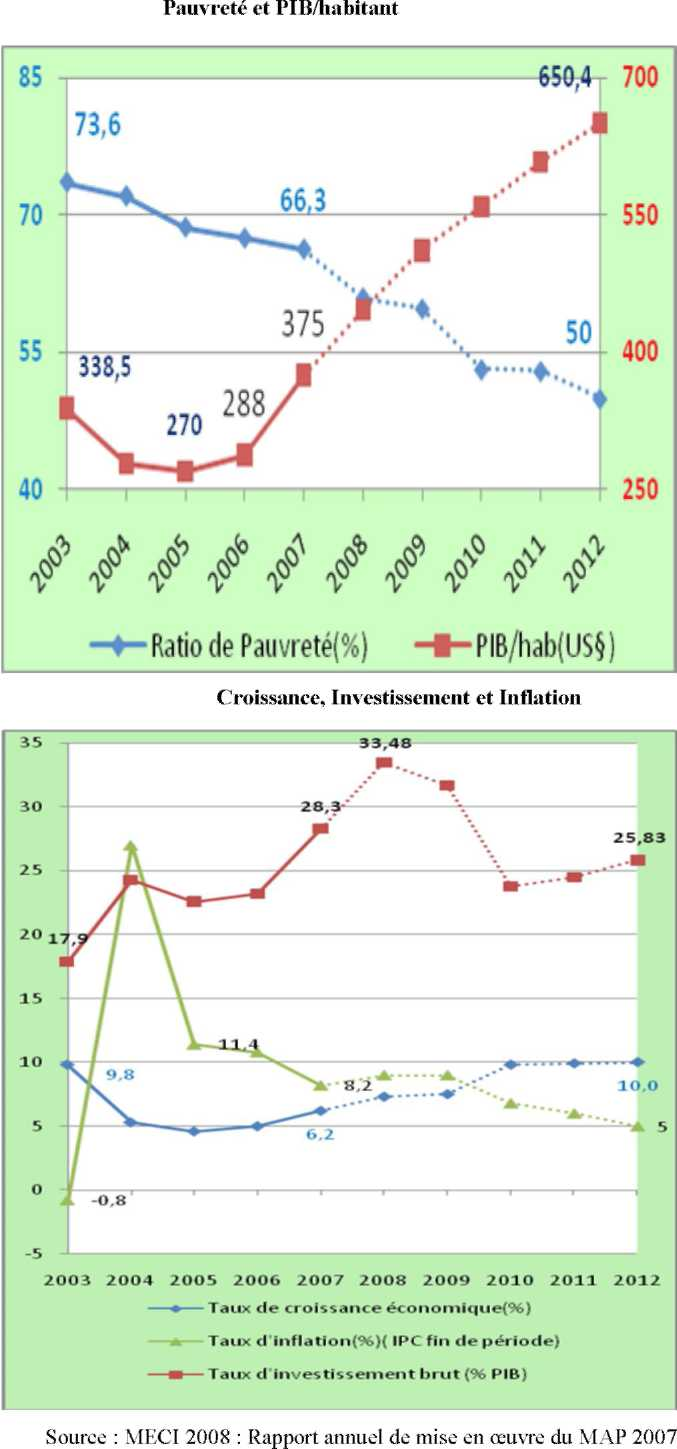 Pauvreté et PIB/habitant
85 650,4 700
73,6
70 66,3 550
375
55 338,5 50 400
270 288
40 250
2003 2004 2005 2006 2007 2008 2009 2010 2011 2012
Ratio de Pauvreté(%) PIB/hab(US§)
Croissance, Investissement et Inflation
35 33,48
30 28,3
25 25,83
20 17,9
15
11,4
10 9,8 8,2 10,0
5 6,2 5
0 -0,8
-5
2003 2004 2005 2006 2007 2008 2009 2010 2011 2012
Taux de croissance économique(%)
Taux d'inflation(%)( IPC fin de période)
Taux d'investissement brut (% PIB)
Source : MECI 2008 : Rapport annuel de mise en œuvre du MAP 2007